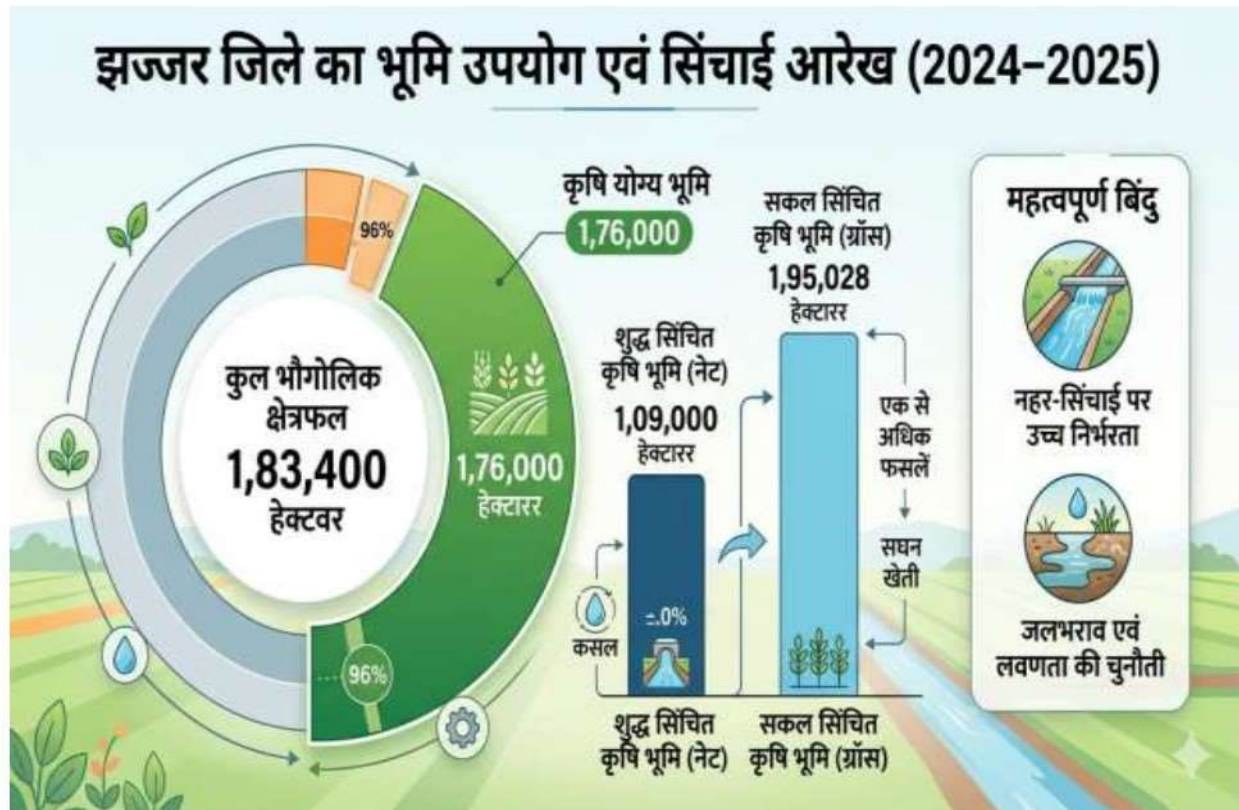 झज्जर जिले का भूमि उपयोग एवं सिंचाई आरेख (2024–2025)
96%
कुल भौगोलिक
क्षेत्रफल
1,83,400
हेक्टवर
कृषि योग्य भूमि
1,76,000
1,76,000
हेक्टारर
96%
शुद्ध सिंचित
कृषि भूमि (नेट)
1,09,000
हेक्टारर
कसल
शुद्ध सिंचित
कृषि भूमि (नेट)
सकल सिंचित
कृषि भूमि (ग्रॉस)
1,95,028
हेक्टारर
एक से
अधिक
फसलें
सघन
खेती
सकल सिंचित
कृषि भूमि (ग्रॉस)
महत्वपूर्ण बिंदु
नहर-सिंचाई पर
उच्च निर्भरता
जलभराव एवं
लवणता की चुनौती